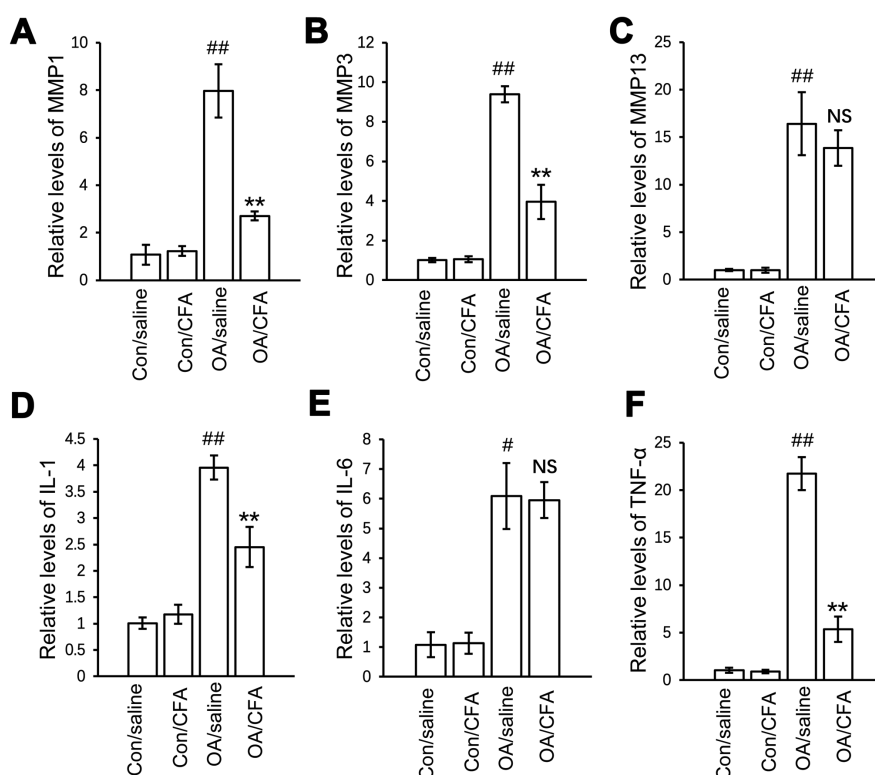 A
Relative levels of MMP1
10
8
6
4
2
0
##
**
Con/saline
Con/CFA
OA/saline
OA/CFA
B
Relative levels of MMP3
12
10
8
6
4
2
0
##
**
Con/saline
Con/CFA
OA/saline
OA/CFA
C
Relative levels of MMP13
25
20
15
10
5
0
##
NS
Con/saline
Con/CFA
OA/saline
OA/CFA
D
Relative levels of IL-1
4.5
4
3.5
3
2.5
2
1.5
1
0.5
0
##
**
Con/saline
Con/CFA
OA/saline
OA/CFA
E
Relative levels of IL-6
8
7
6
5
4
3
2
1
0
#
NS
Con/saline
Con/CFA
OA/saline
OA/CFA
F
Relative levels of TNF-α
25
20
15
10
5
0
##
**
Con/saline
Con/CFA
OA/saline
OA/CFA